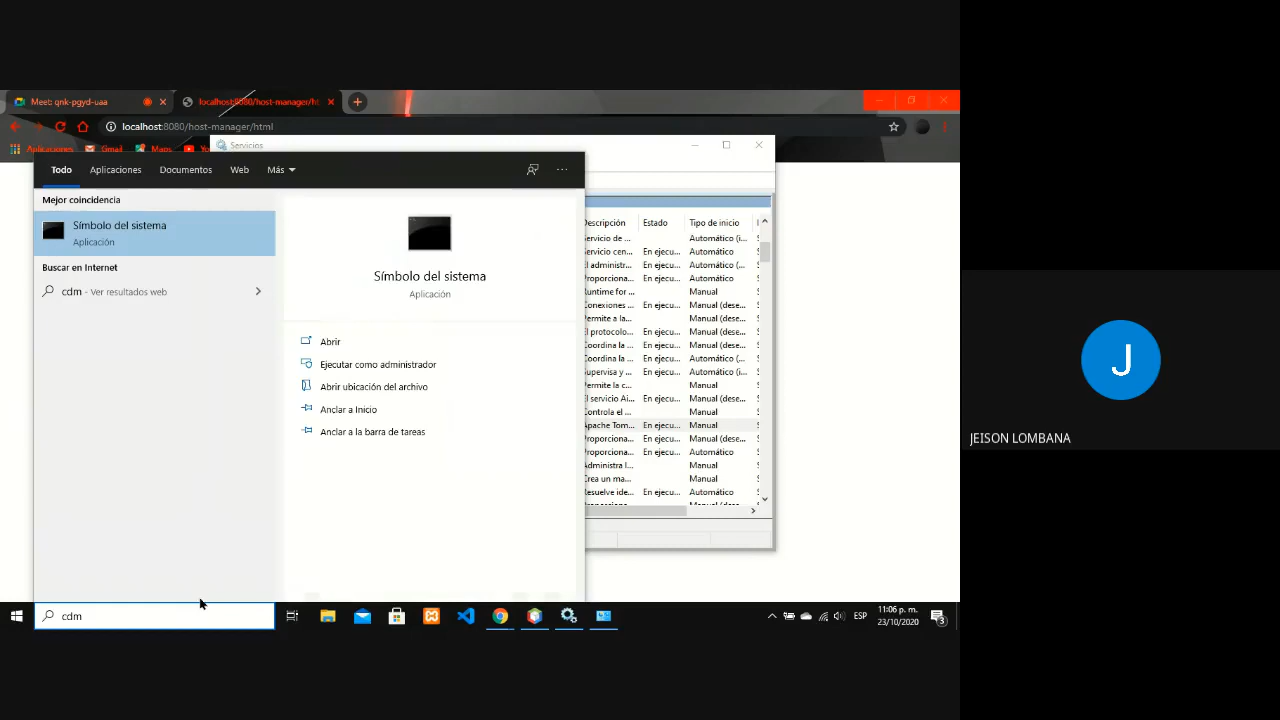 Meet: qnk-pgyd-uaa
localhost:8080/host-manager/ht
localhost:8080/host-manager/html
Aplicaciones Gmail Maps Yo
Servicios
Todo Aplicaciones Documentos Web Más
Mejor coincidencia
Símbolo del sistema
Aplicación
Buscar en Internet
cdm - Ver resultados web
Símbolo del sistema
Aplicación
Abrir
Ejecutar como administrador
Abrir ubicación del archivo
Anclar a Inicio
Anclar a la barra de tareas
Descripción Estado Tipo de inicio
Servicio de ... Automático (i...
Servicio cen... En ejecu... Automático
El administr... En ejecu... Automático (...
Proporciona... En ejecu... Automático
Runtime for ... Manual
Conexiones ... En ejecu... Manual (dese...
Permite a la... Manual (dese...
El protocolo... En ejecu... Manual (dese...
Coordina la ... En ejecu... Manual (dese...
Coordina la ... En ejecu... Automático (...
Supervisa y ... En ejecu... Automático (i...
Permite la c... Manual
El servicio Ai... En ejecu... Manual (dese...
Controla el ... Manual
Apache Tom... En ejecu... Manual
Proporciona... En ejecu... Manual (dese...
Proporciona... En ejecu... Automático
Administra l... Manual
Crea un ma... Manual
Resuelve ide... En ejecu... Automático
cdm
ESP
11:06 p. m.
23/10/2020
3
J
JEISON LOMBANA